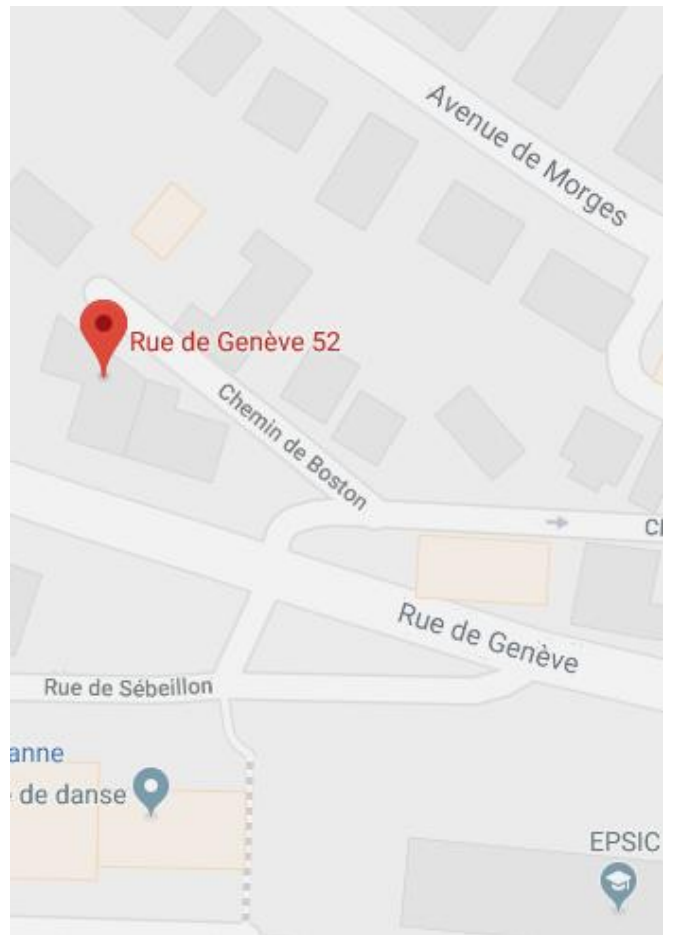 Avenue de Morges
Rue de Genève 52
Chemin de Boston
Rue de Genève
Rue de Sébeillon
anne
de danse
EPSIC